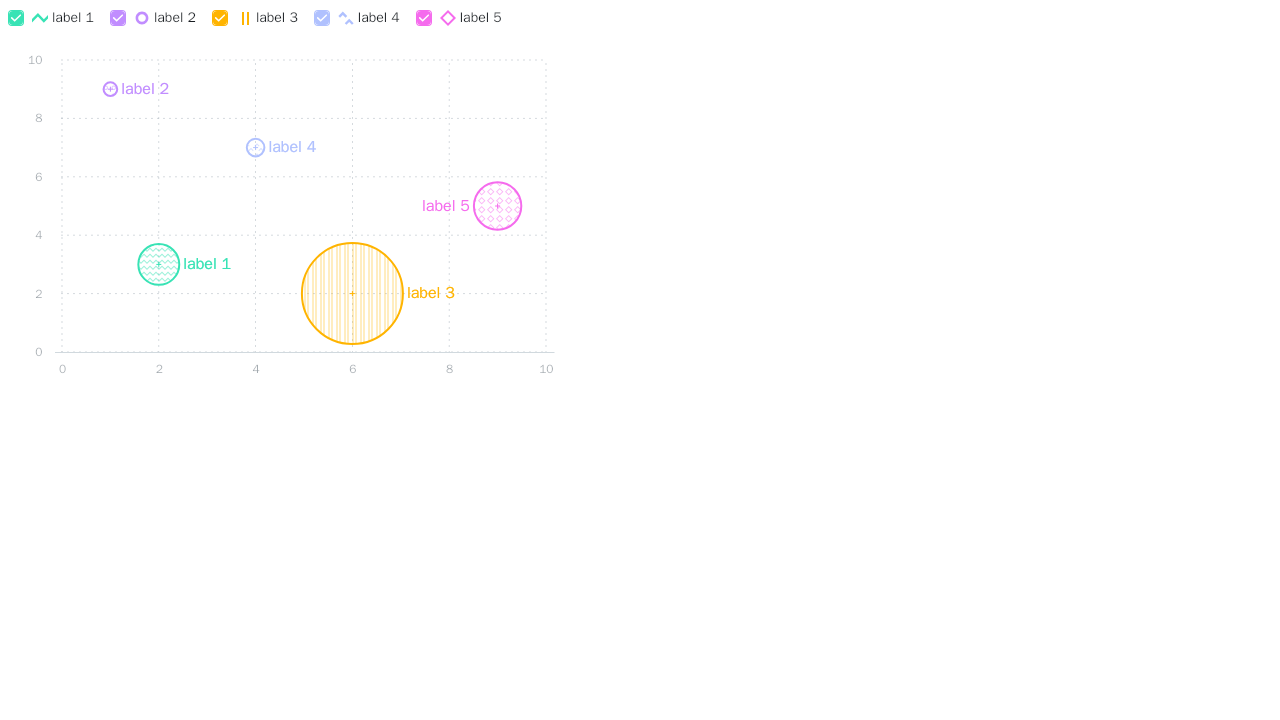 label 1 label 2 label 3 label 4 label 5
10
label 2
8
label 4
6
label 5
4
label 1
2
label 3
0
0 2 4 6 8 10